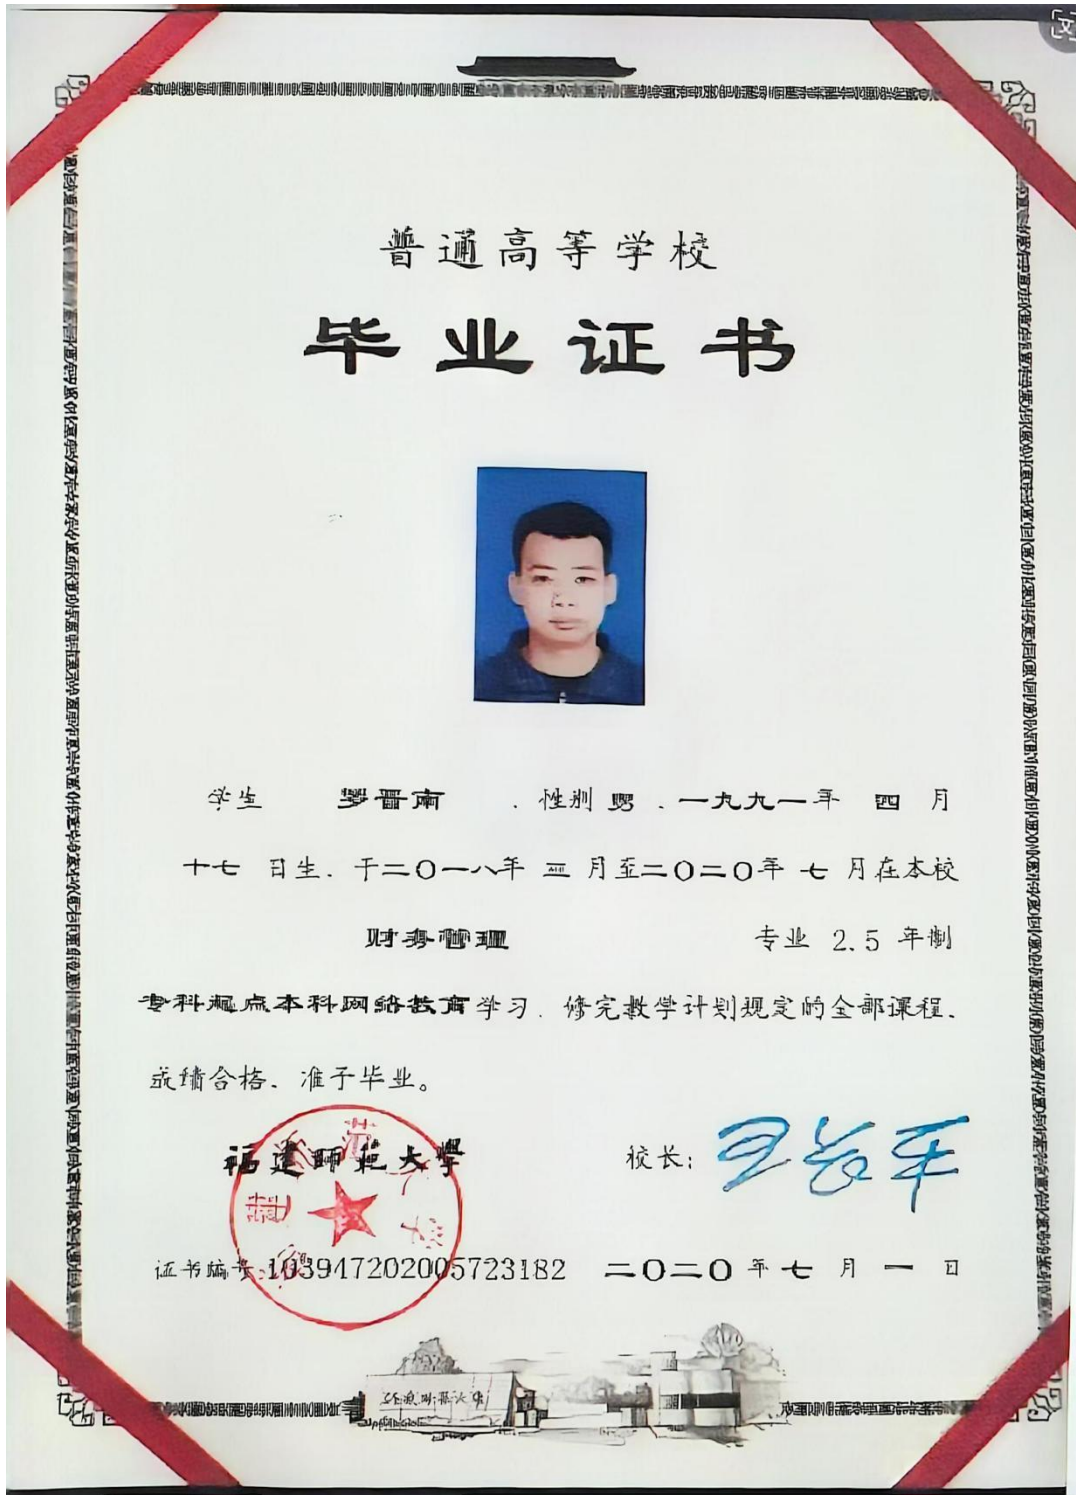 普通高等学校
毕业证书
学生 罗晋南 、性别 男 、一九九一年 四 月
十七 日生、于二〇一八年 三 月至二〇二〇年 七 月在本校
财务管理 专业 2.5 年制
专科起点本科网络教育学习、修完教学计划规定的全部课程、
成绩合格、准予毕业。
福建师范大学 校长:
证书编号:103947202005723182 二〇二〇年七月一日